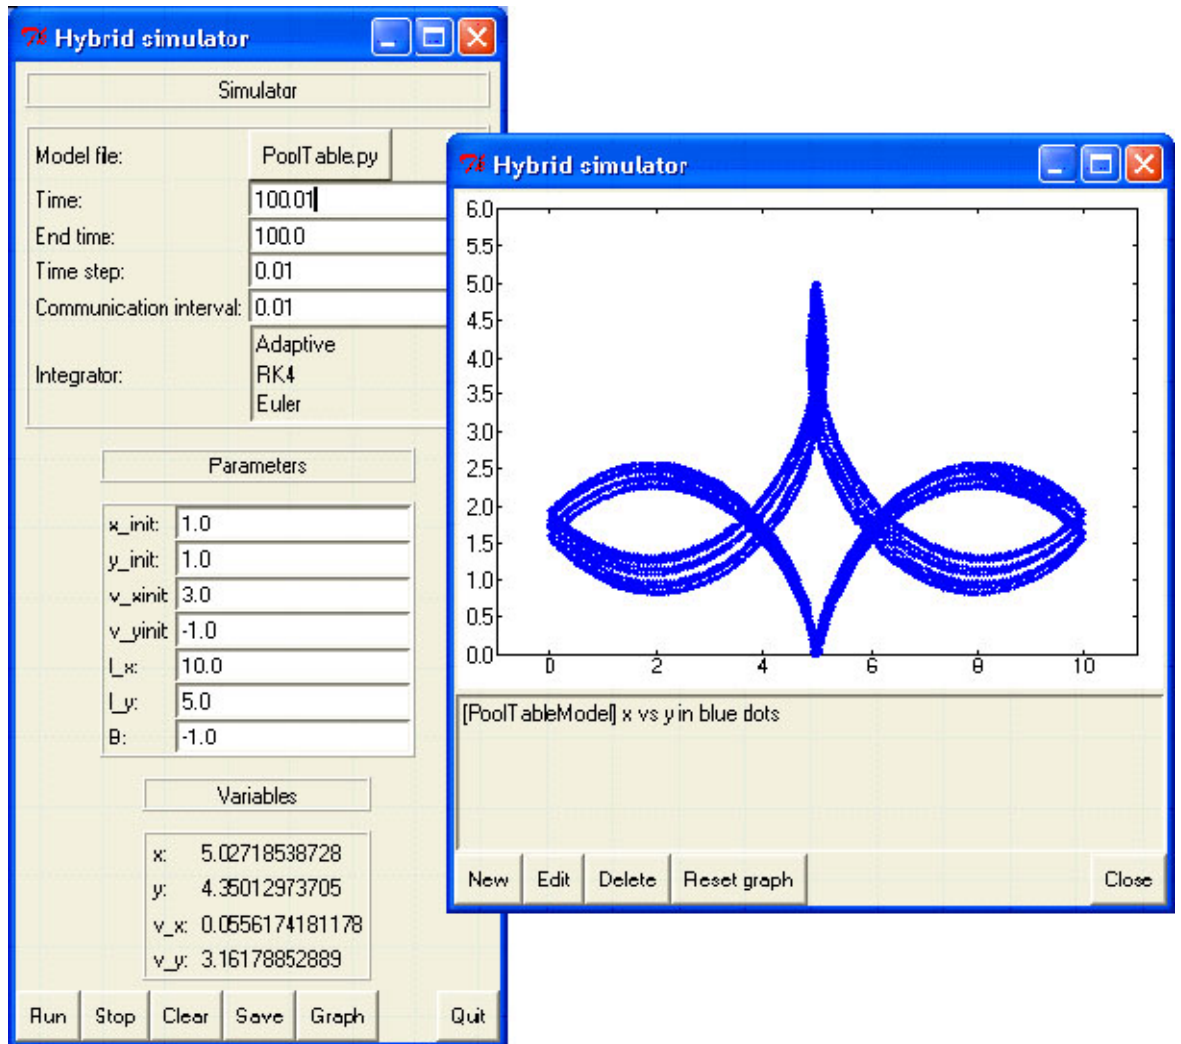 Hybrid simulator
Simulator
Model file: PoolTable.py
Time: 100.01
End time: 100.0
Time step: 0.01
Communication interval: 0.01
Integrator:
Adaptive
RK4
Euler
Parameters
x_init: 1.0
y_init: 1.0
v_xinit 3.0
v_yinit -1.0
l_x: 10.0
l_y: 5.0
B: -1.0
Variables
x: 5.02718538728
y: 4.35012973705
v_x: 0.0556174181178
v_y: 3.16178852889
Run Stop Clear Save Graph Quit
Hybrid simulator
6.0
5.5
5.0
4.5
4.0
3.5
3.0
2.5
2.0
1.5
1.0
0.5
0.0
0 2 4 6 8 10
[PoolTableModel] x vs y in blue dots
New Edit Delete Reset graph Close